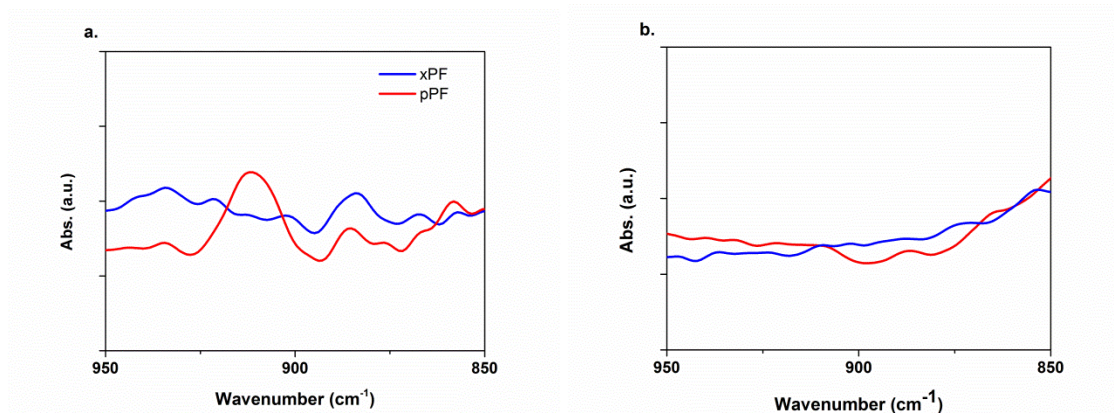 a.
xPF
pPF
Abs. (a.u.)
950
900
850
Wavenumber (cm⁻¹)
b.
Abs. (a.u.)
950
900
850
Wavenumber (cm⁻¹)